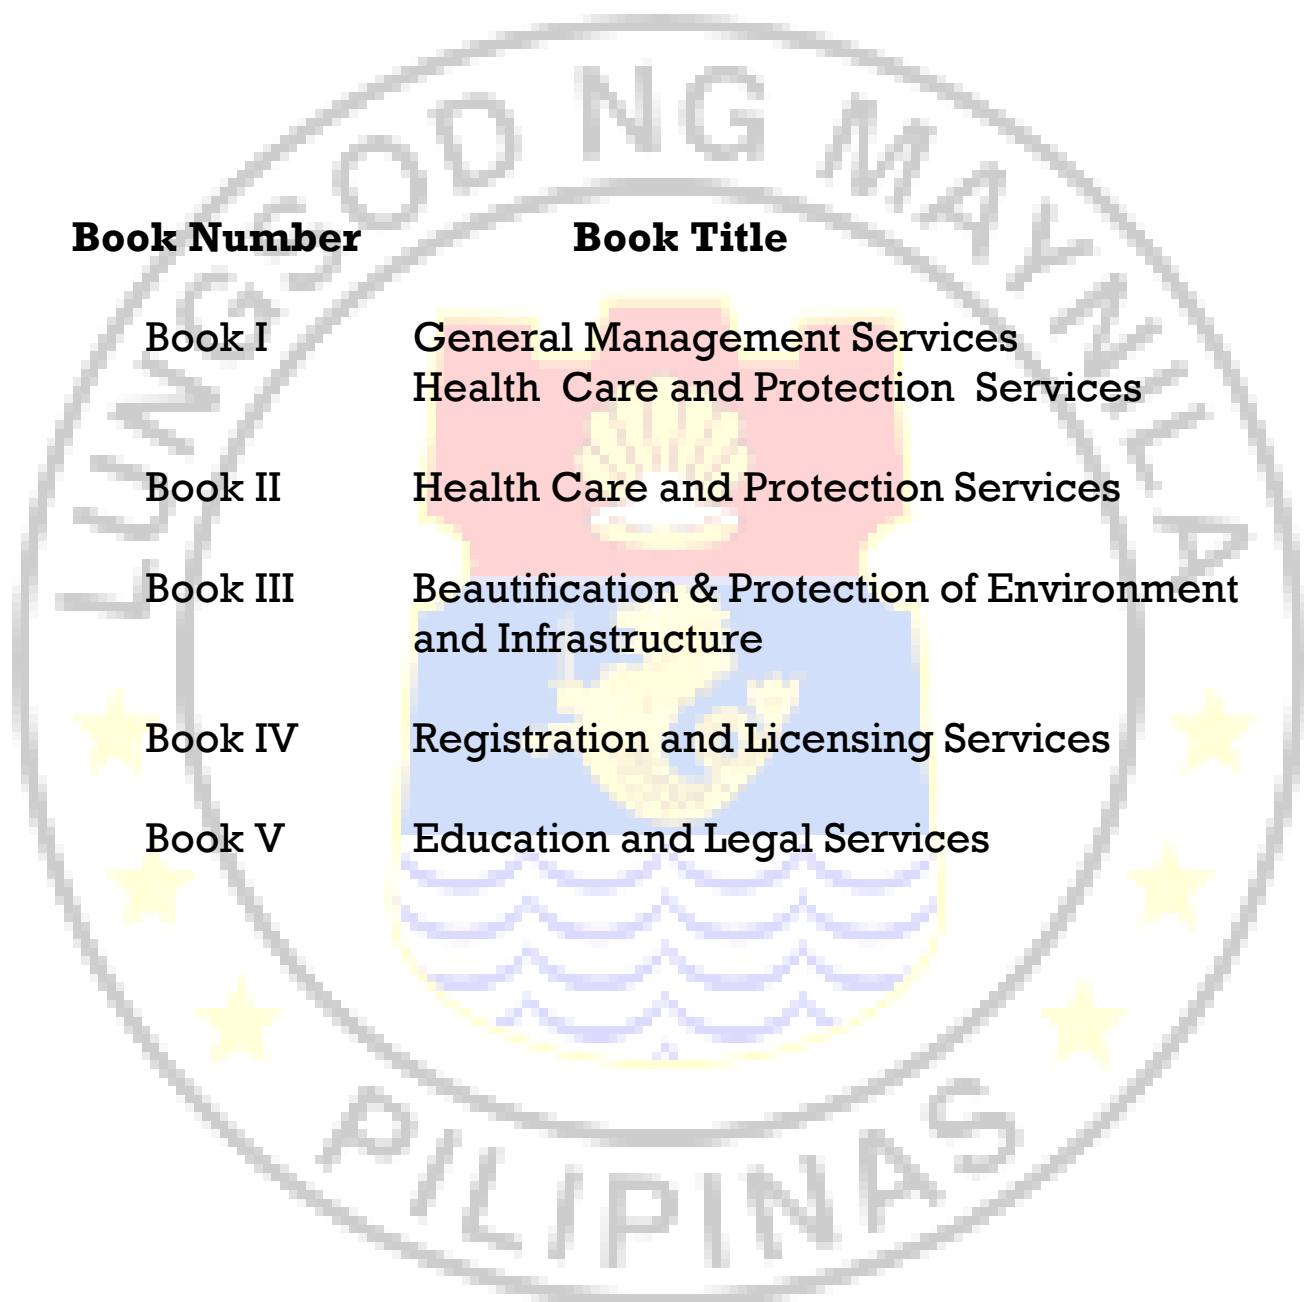 LUNGSOD NG MAYNILA
Book Number Book Title
Book I General Management Services
Health Care and Protection Services
Book II Health Care and Protection Services
Book III Beautification & Protection of Environment
and Infrastructure
Book IV Registration and Licensing Services
Book V Education and Legal Services
PILIPINAS